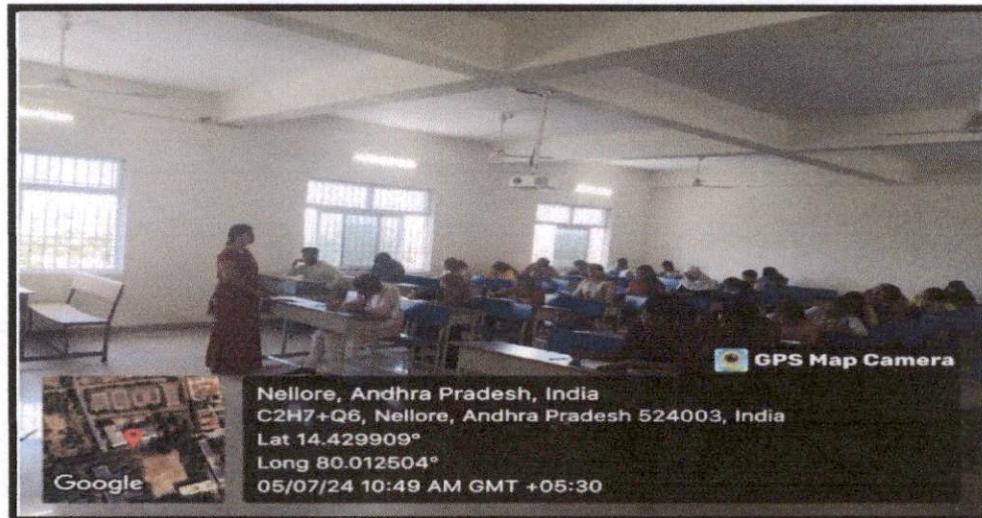 GPS Map Camera
Nellore, Andhra Pradesh, India
C2H7+Q6, Nellore, Andhra Pradesh 524003, India
Lat 14.429909°
Long 80.012504°
05/07/24 10:49 AM GMT +05:30
Google